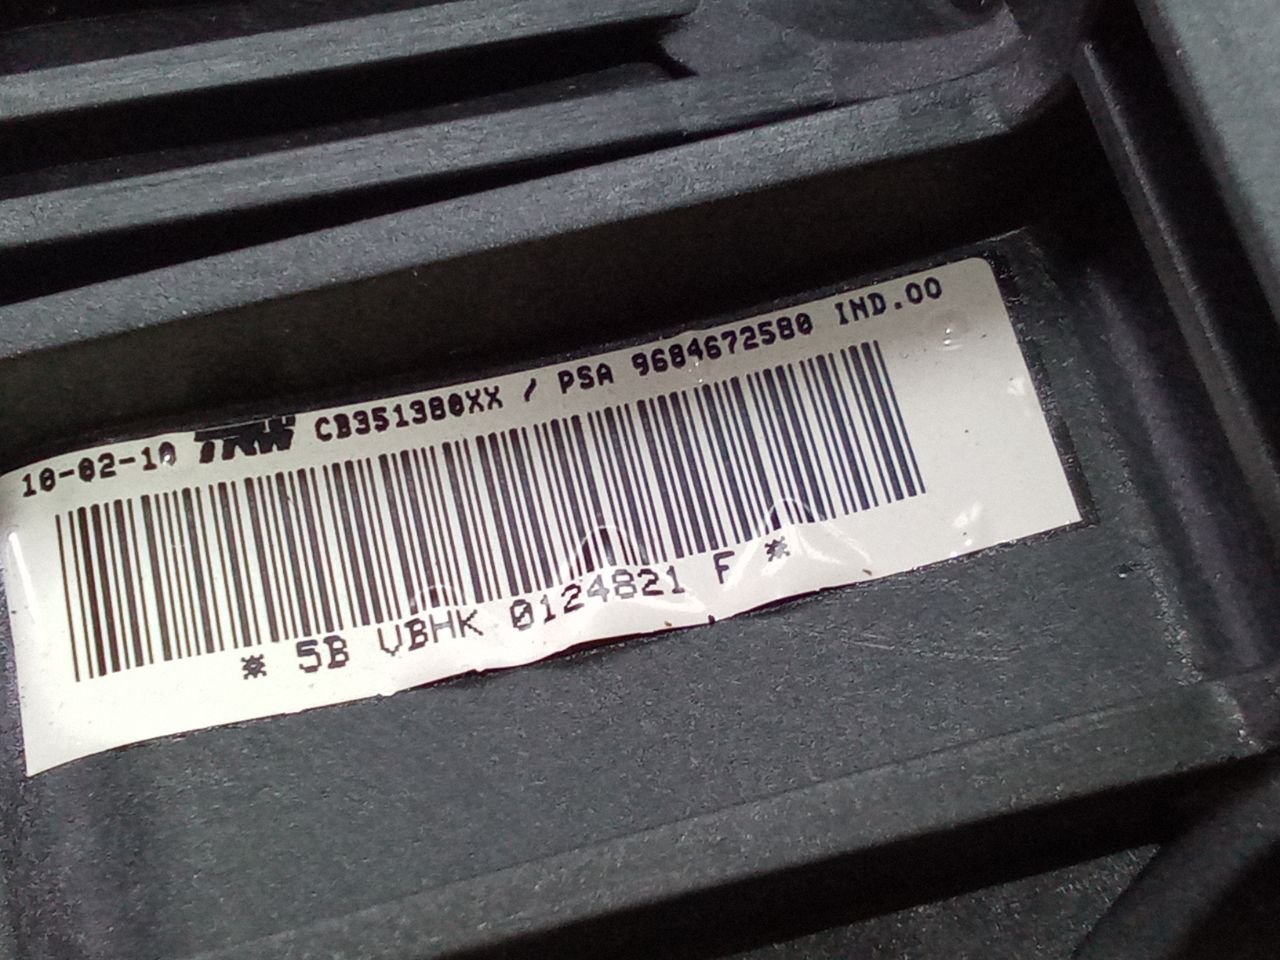 10-02-10 TRW CB351380XX / PSA 9684672580 IND.00
* 5B VBHK 0124821 F *